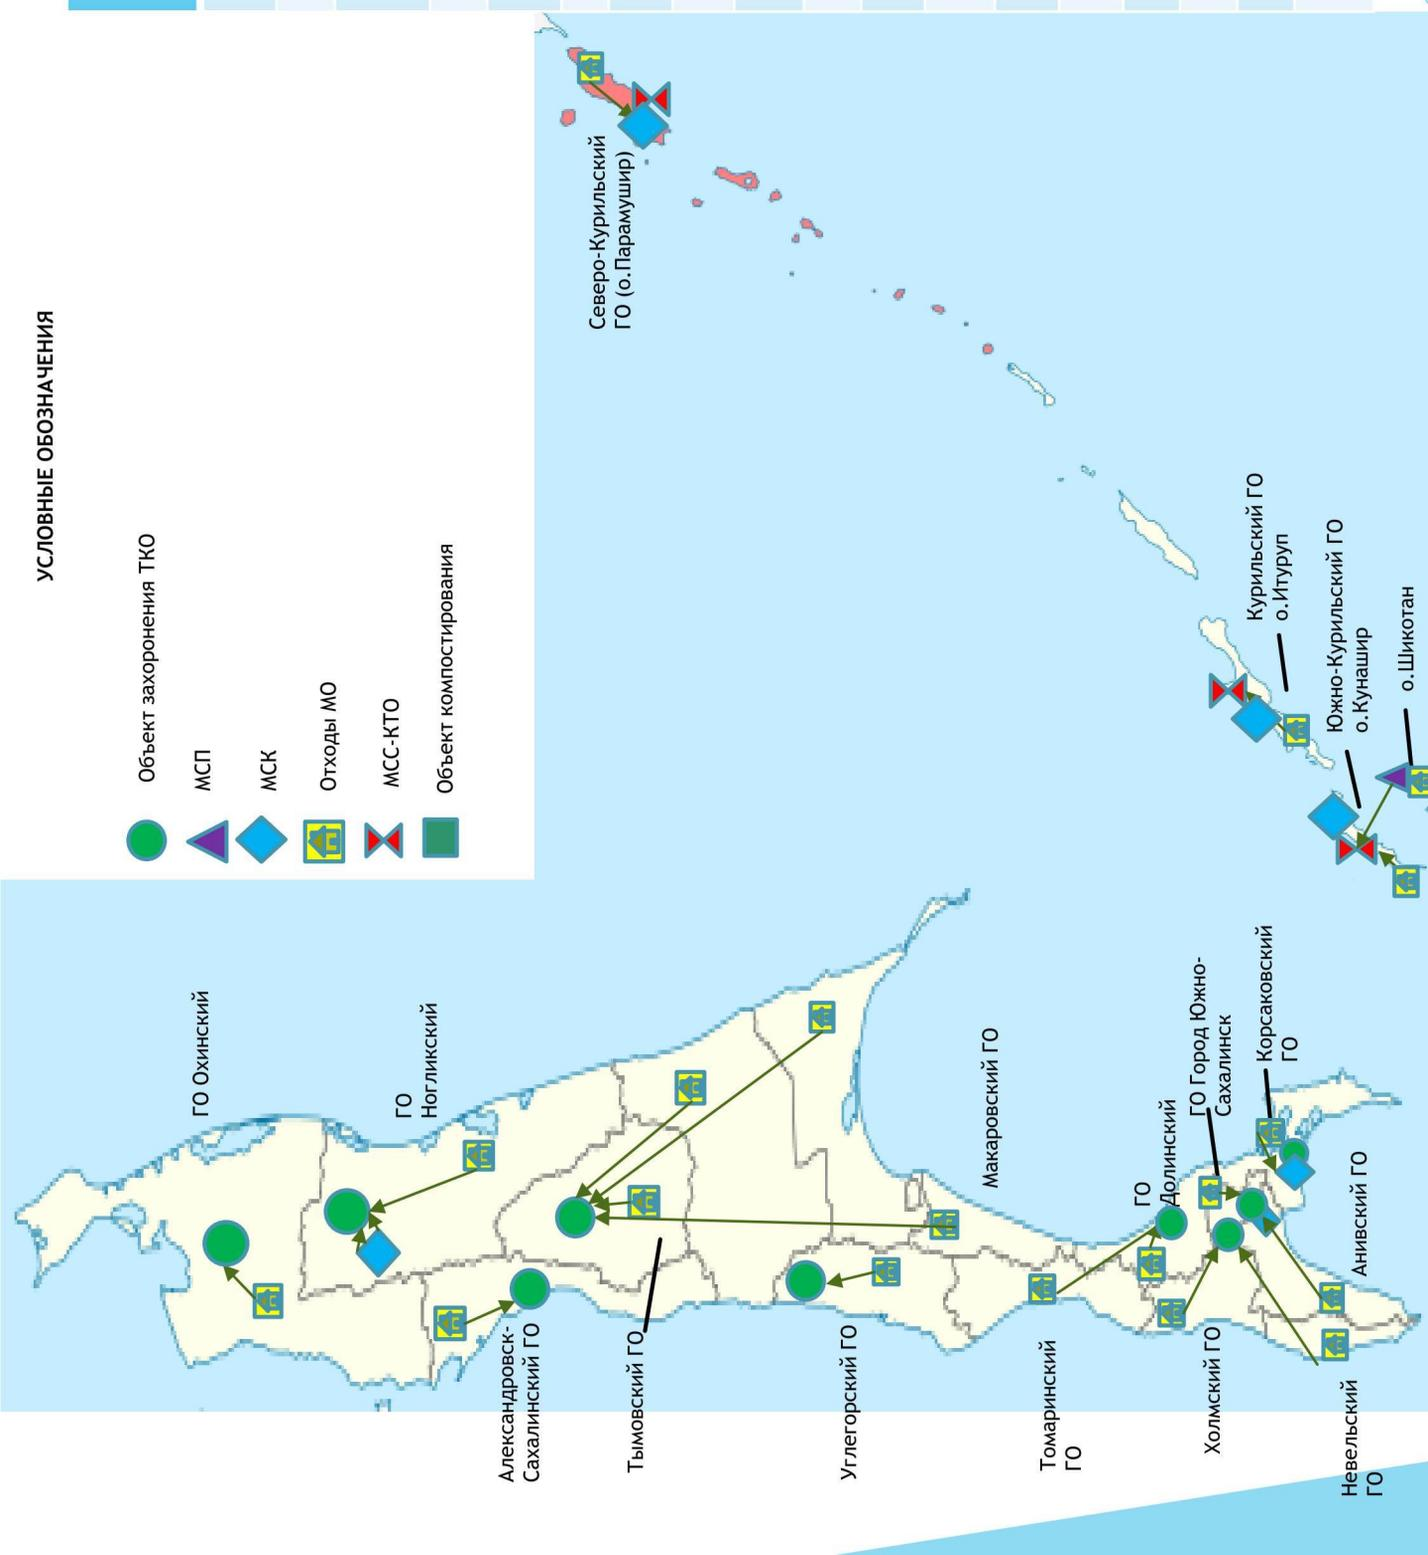 УСЛОВНЫЕ ОБОЗНАЧЕНИЯ
Объект захоронения ТКО
МСП
МСК
Отходы МО
МСС-КТО
Объект компостирования
Северо-Курильский
ГО (о.Парамушир)
Курильский ГО
о.Итуруп
Южно-Курильский ГО
о.Кунашир
о.Шикотан
ГО Охинский
ГО
Ногликский
Александровск-
Сахалинский ГО
Тымовский ГО
Углегорский ГО
Макаровский ГО
Томаринский
ГО
ГО
Долинский
ГО Город Южно-
Сахалинск
Корсаковский
ГО
Холмский ГО
Анивский ГО
Невельский
ГО